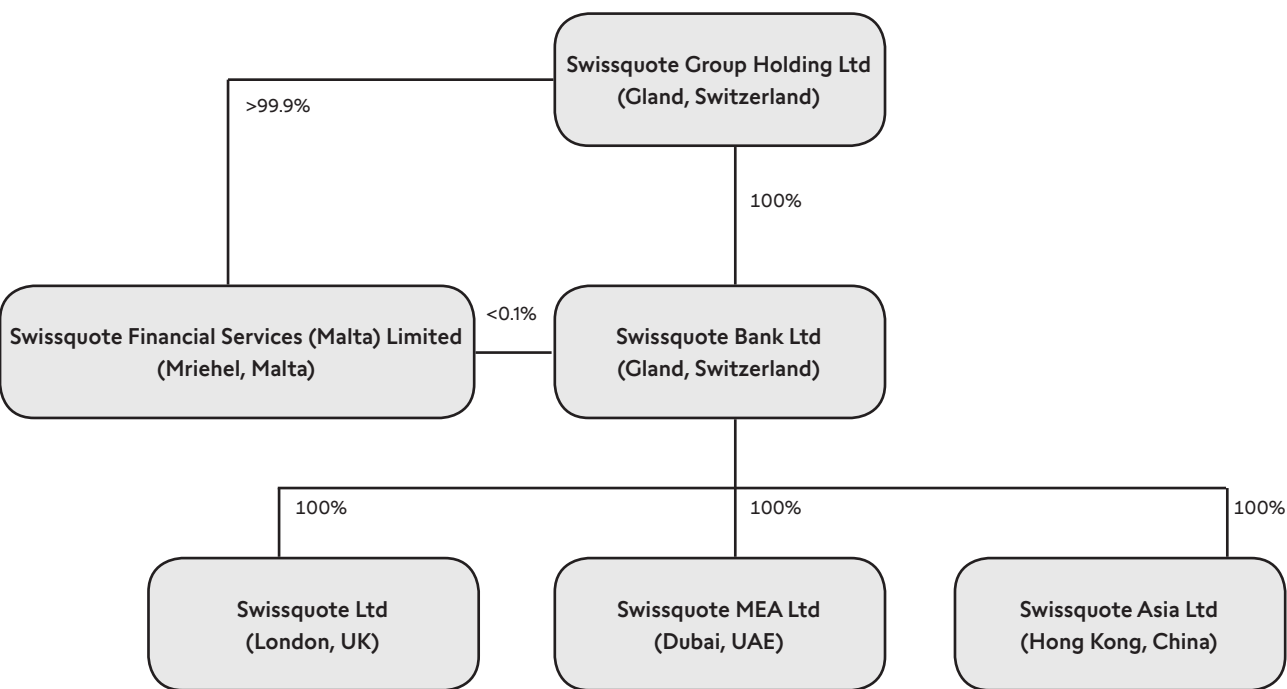 Swissquote Group Holding Ltd
(Gland, Switzerland)
>99.9%
100%
<0.1%
Swissquote Financial Services (Malta) Limited
(Mriehel, Malta)
Swissquote Bank Ltd
(Gland, Switzerland)
100%
100%
100%
Swissquote Ltd
(London, UK)
Swissquote MEA Ltd
(Dubai, UAE)
Swissquote Asia Ltd
(Hong Kong, China)